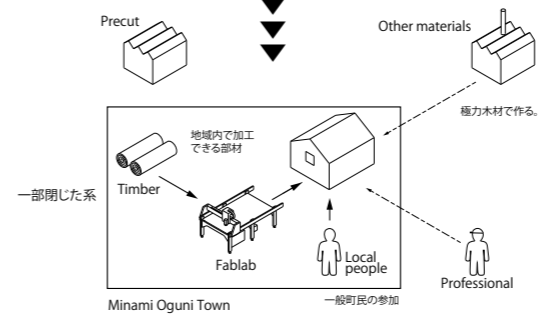 Precut
Other materials
極力木材で作る。
地域内で加工
できる部材
一部閉じた系
Timber
Fablab
Local
people
Professional
一般町民の参加
Minami Oguni Town